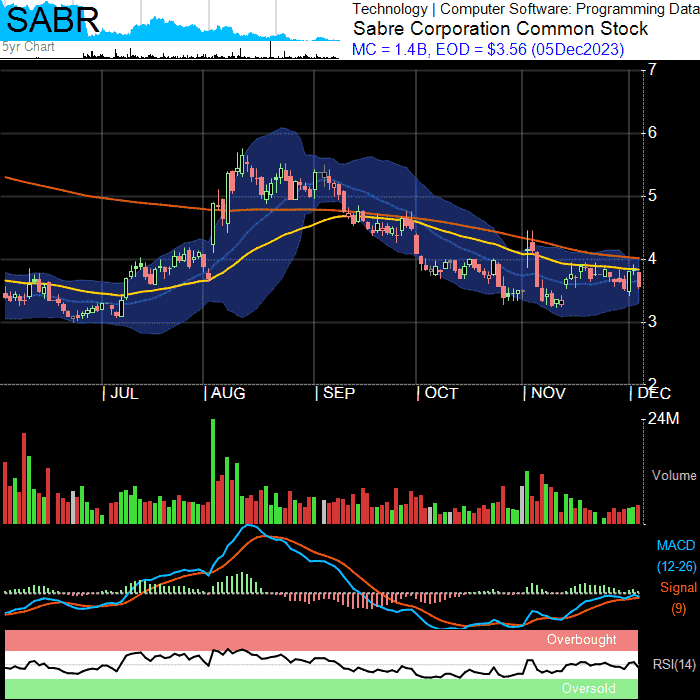 SABR
5yr Chart
Technology | Computer Software: Programming Data
Sabre Corporation Common Stock
MC = 1.4B, EOD = $3.56 (05Dec2023)
7
6
5
4
3
2
JUL
AUG
SEP
OCT
NOV
DEC
24M
Volume
MACD
(12-26)
Signal
(9)
Overbought
RSI(14)
Oversold